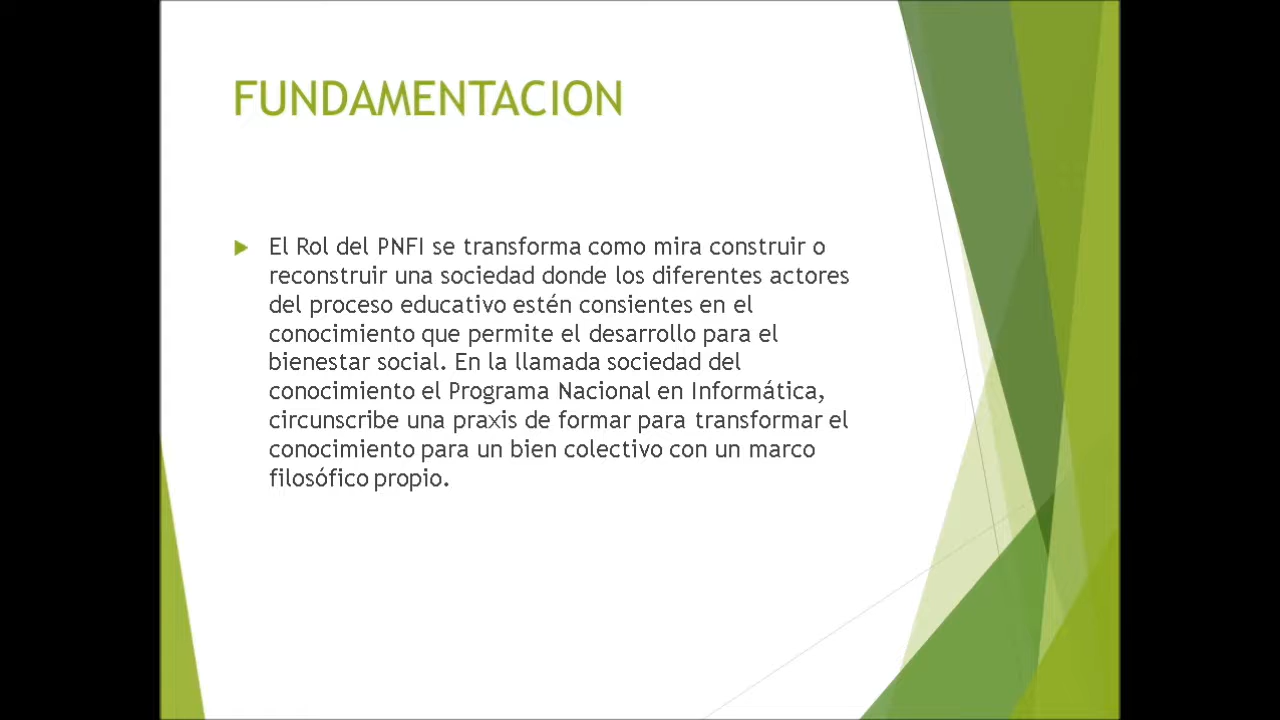 FUNDAMENTACION
El Rol del PNFI se transforma como mira construir o
reconstruir una sociedad donde los diferentes actores
del proceso educativo estén consientes en el
conocimiento que permite el desarrollo para el
bienestar social. En la llamada sociedad del
conocimiento el Programa Nacional en Informática,
circunscribe una praxis de formar para transformar el
conocimiento para un bien colectivo con un marco
filosófico propio.